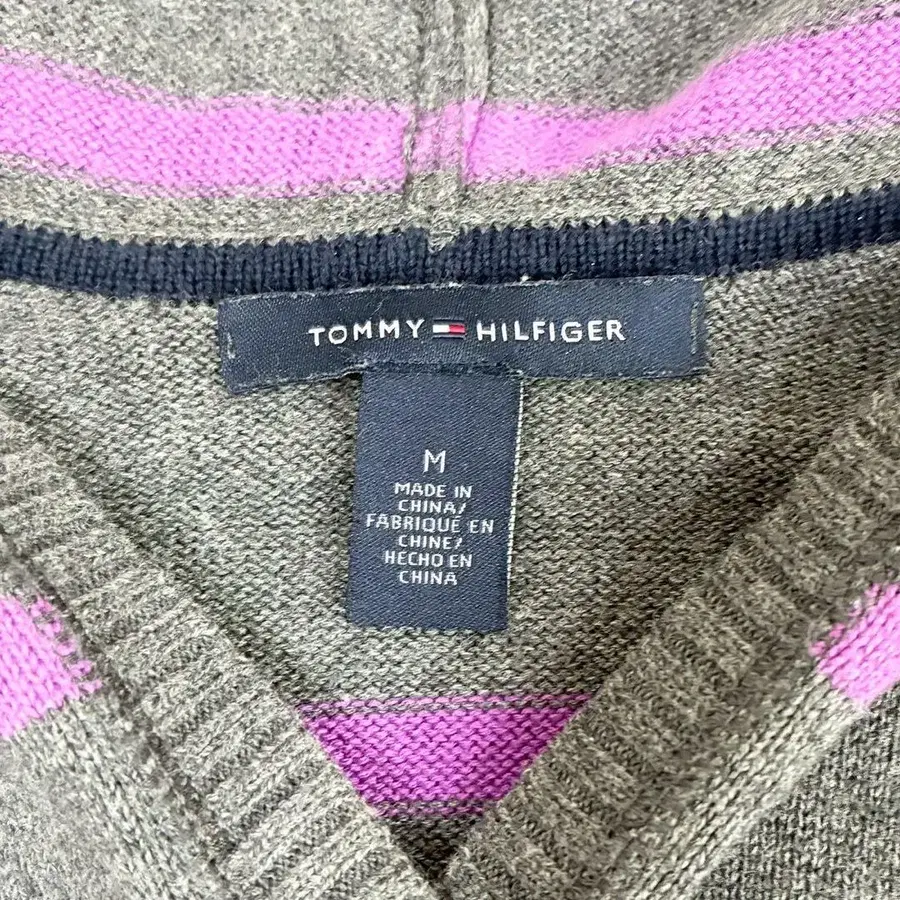 TOMMY HILFIGER
M
MADE IN
CHINA/
FABRIQUÉ EN
CHINE/
HECHO EN
CHINA